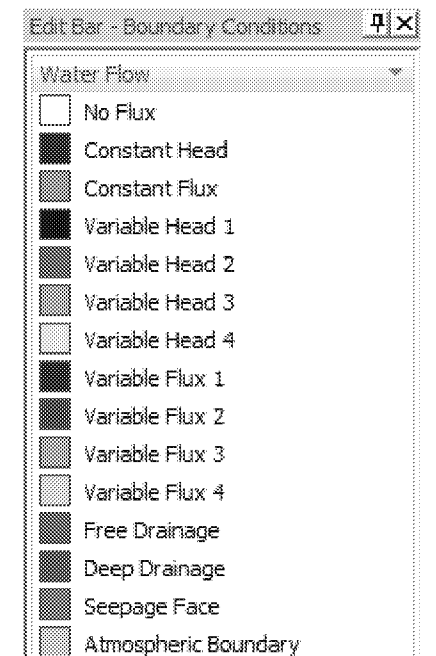 Edit Bar - Boundary Conditions
Water Flow
No Flux
Constant Head
Constant Flux
Variable Head 1
Variable Head 2
Variable Head 3
Variable Head 4
Variable Flux 1
Variable Flux 2
Variable Flux 3
Variable Flux 4
Free Drainage
Deep Drainage
Seepage Face
Atmospheric Boundary